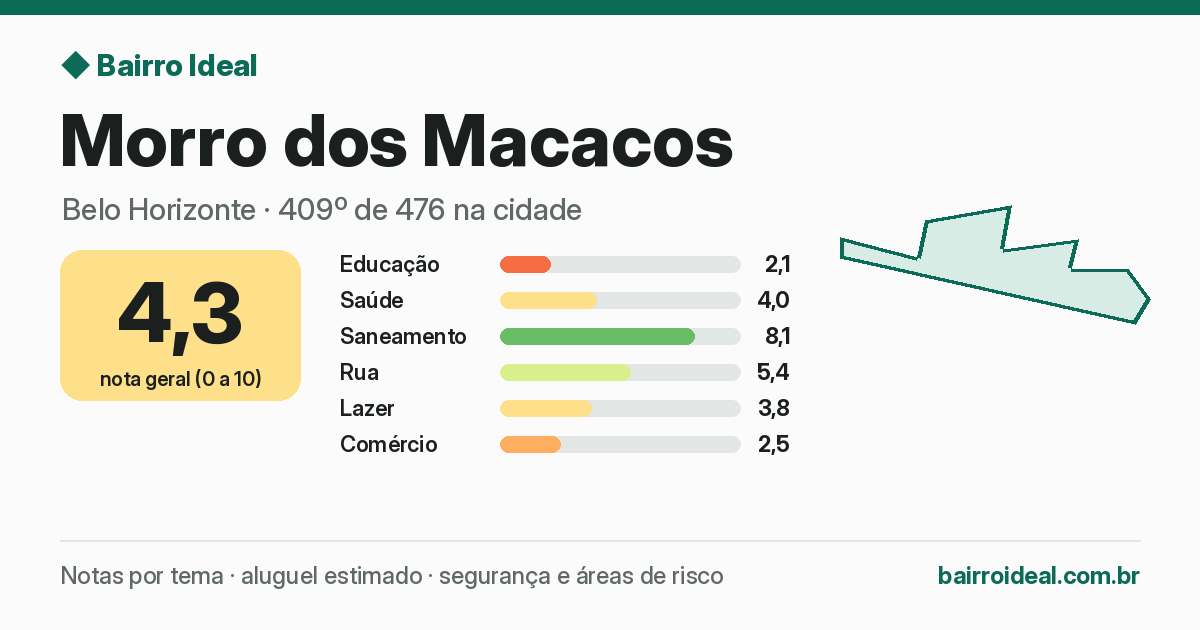 Bairro Ideal
Morro dos Macacos
Belo Horizonte · 409º de 476 na cidade
4,3
nota geral (0 a 10)
Educação 2,1
Saúde 4,0
Saneamento 8,1
Rua 5,4
Lazer 3,8
Comércio 2,5
Notas por tema · aluguel estimado · segurança e áreas de risco
bairroideal.com.br